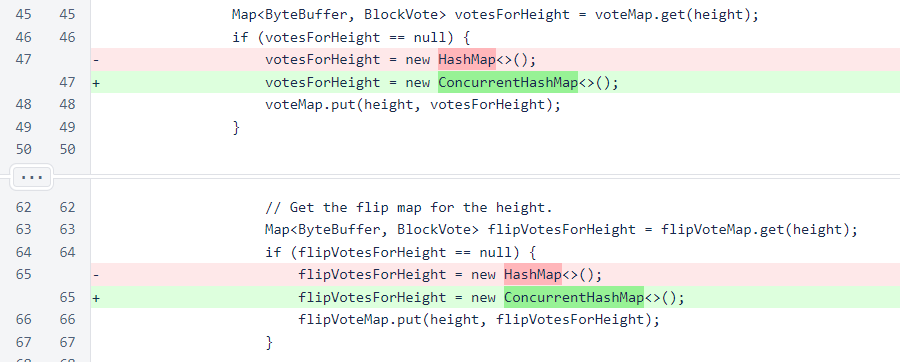 45 45 Map<ByteBuffer, BlockVote> votesForHeight = voteMap.get(height);
46 46 if (votesForHeight == null) {
47 - votesForHeight = new HashMap<>();
47 + votesForHeight = new ConcurrentHashMap<>();
48 48 voteMap.put(height, votesForHeight);
49 49 }
50 50
...
62 62 // Get the flip map for the height.
63 63 Map<ByteBuffer, BlockVote> flipVotesForHeight = flipVoteMap.get(height);
64 64 if (flipVotesForHeight == null) {
65 - flipVotesForHeight = new HashMap<>();
65 + flipVotesForHeight = new ConcurrentHashMap<>();
66 66 flipVoteMap.put(height, flipVotesForHeight);
67 67 }